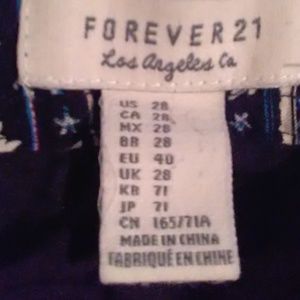 FOREVER 21
Los Angeles Ca
US 28
CA 28
MX 28
BR 28
EU 40
UK 28
KR 71
JP 71
CN 165/71A
MADE IN CHINA
FABRIQUÉ EN CHINE